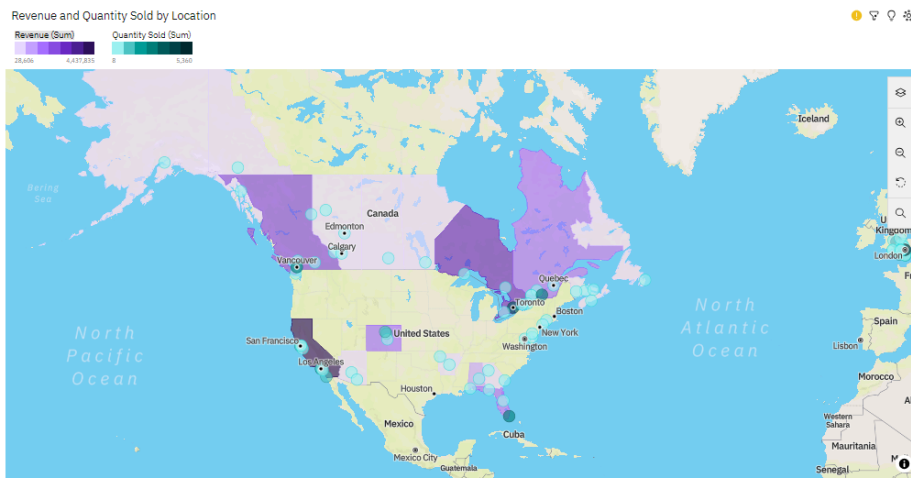 Revenue and Quantity Sold by Location
Revenue (Sum)
Quantity Sold (Sum)
28,606
4,437,835
8
5,360
Iceland
Bering
Sea
Canada
Edmonton
Calgary
Vancouver
Quebec
Toronto
Boston
New York
Washington
United States
San Francisco
Los Angeles
Houston
North
Pacific
Ocean
North
Atlantic
Ocean
Kingdom
London
Spain
Lisbon
Morocco
Western
Sahara
Mauritania
Senegal
Mexico
Mexico City
Cuba
Guatemala